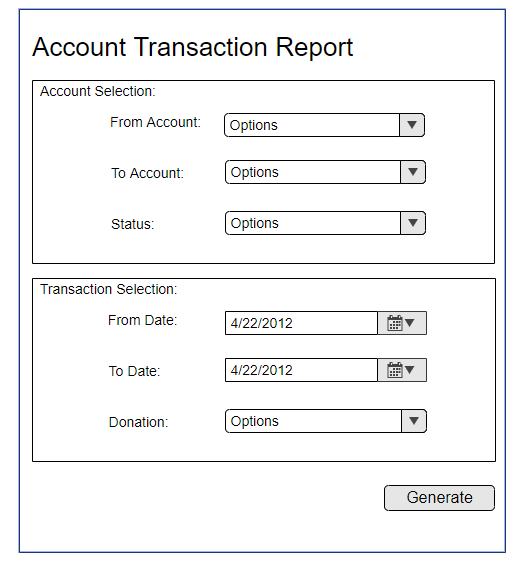 Account Transaction Report
Account Selection:
From Account: Options
To Account: Options
Status: Options
Transaction Selection:
From Date: 4/22/2012
To Date: 4/22/2012
Donation: Options
Generate